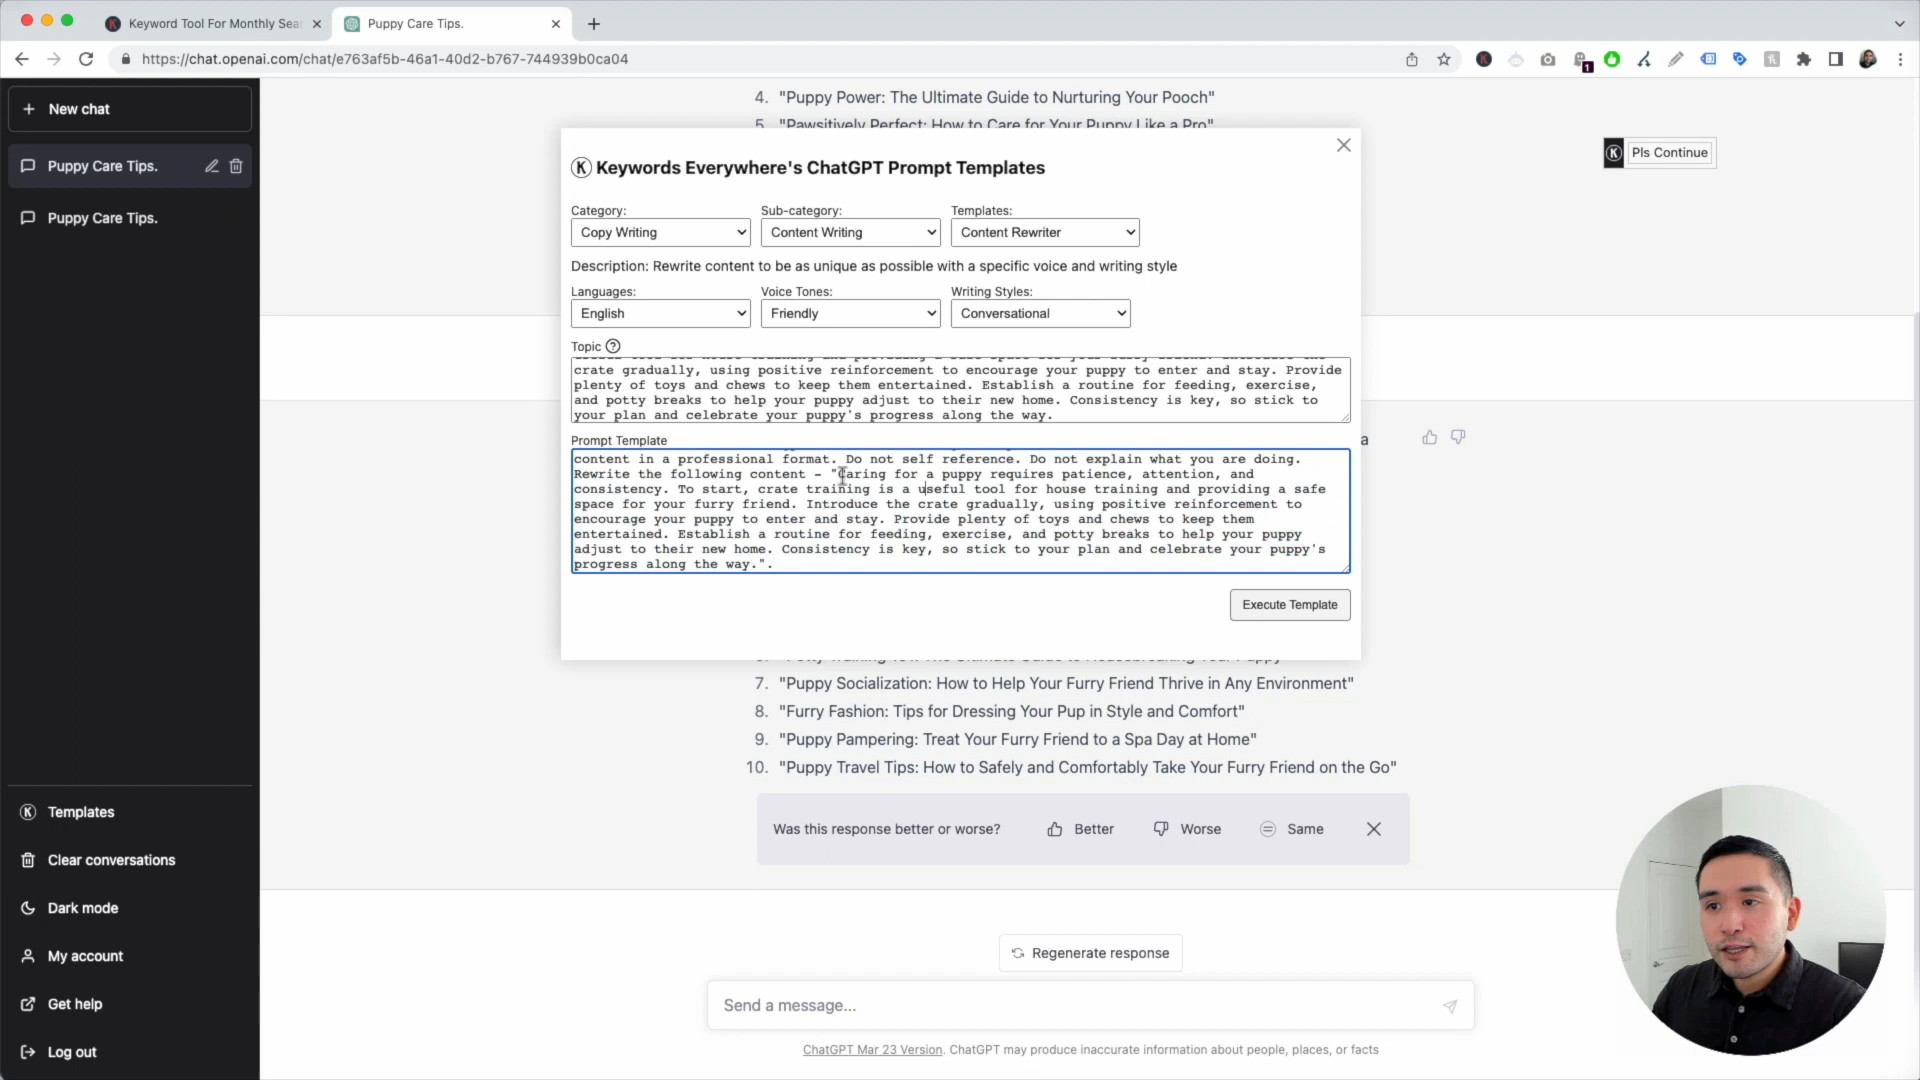 Keyword Tool For Monthly Sear
Puppy Care Tips.
https://chat.openai.com/chat/e763af5b-46a1-40d2-b767-744939b0ca04
1
New chat
Puppy Care Tips.
Puppy Care Tips.
Templates
Clear conversations
Dark mode
My account
Get help
Log out
4. "Puppy Power: The Ultimate Guide to Nurturing Your Pooch"
5. "Pawsitively Perfect: How to Care for Your Puppy Like a Pro"
K Pls Continue
K Keywords Everywhere's ChatGPT Prompt Templates
Category: Sub-category: Templates:
Copy Writing Content Writing Content Rewriter
Description: Rewrite content to be as unique as possible with a specific voice and writing style
Languages: Voice Tones: Writing Styles:
English Friendly Conversational
Topic ?
crate gradually, using positive reinforcement to encourage your puppy to enter and stay. Provide
plenty of toys and chews to keep them entertained. Establish a routine for feeding, exercise,
and potty breaks to help your puppy adjust to their new home. Consistency is key, so stick to
your plan and celebrate your puppy's progress along the way.
Prompt Template
content in a professional format. Do not self reference. Do not explain what you are doing.
Rewrite the following content - "Caring for a puppy requires patience, attention, and
consistency. To start, crate training is a useful tool for house training and providing a safe
space for your furry friend. Introduce the crate gradually, using positive reinforcement to
encourage your puppy to enter and stay. Provide plenty of toys and chews to keep them
entertained. Establish a routine for feeding, exercise, and potty breaks to help your puppy
adjust to their new home. Consistency is key, so stick to your plan and celebrate your puppy's
progress along the way.".
Execute Template
a
7. "Puppy Socialization: How to Help Your Furry Friend Thrive in Any Environment"
8. "Furry Fashion: Tips for Dressing Your Pup in Style and Comfort"
9. "Puppy Pampering: Treat Your Furry Friend to a Spa Day at Home"
10. "Puppy Travel Tips: How to Safely and Comfortably Take Your Furry Friend on the Go"
Was this response better or worse? Better Worse Same
Regenerate response
Send a message...
ChatGPT Mar 23 Version. ChatGPT may produce inaccurate information about people, places, or facts